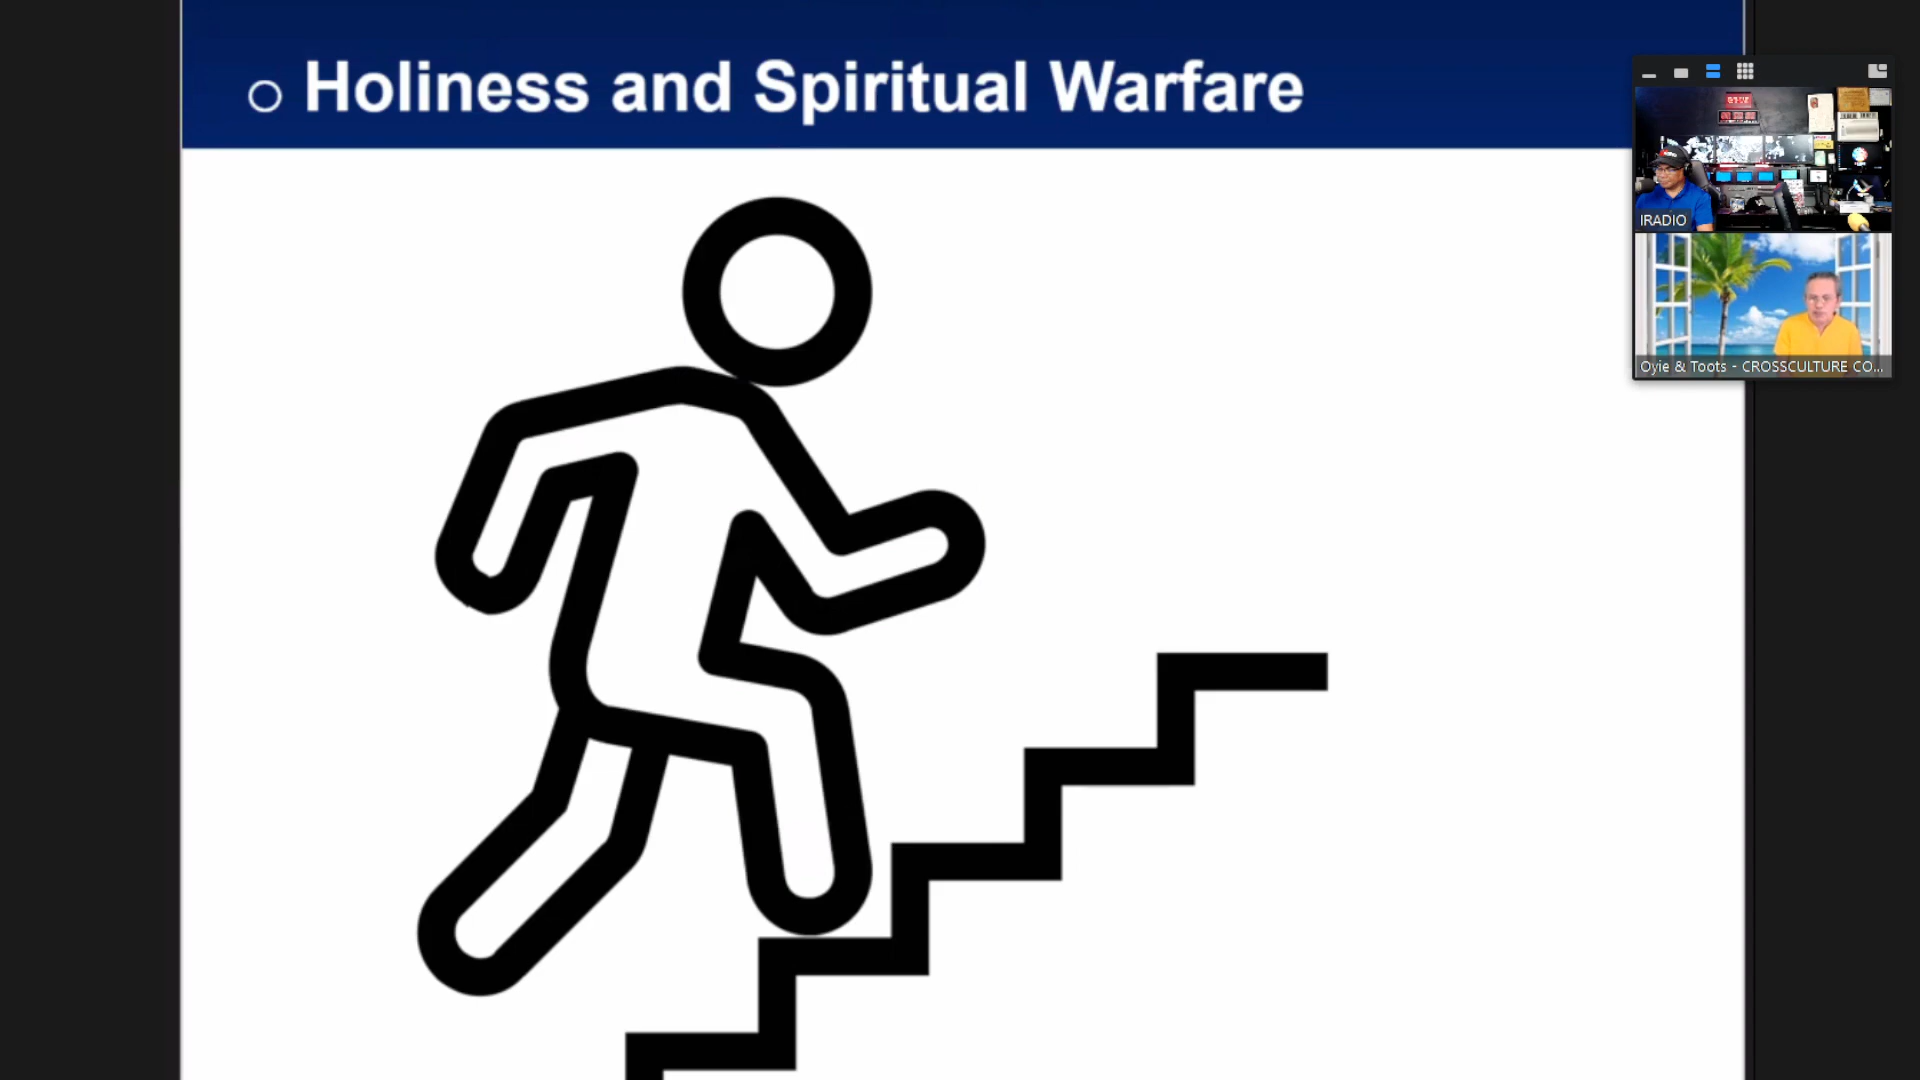 o Holiness and Spiritual Warfare
IRADIO
Oyie & Toots - CROSSCULTURE CO...